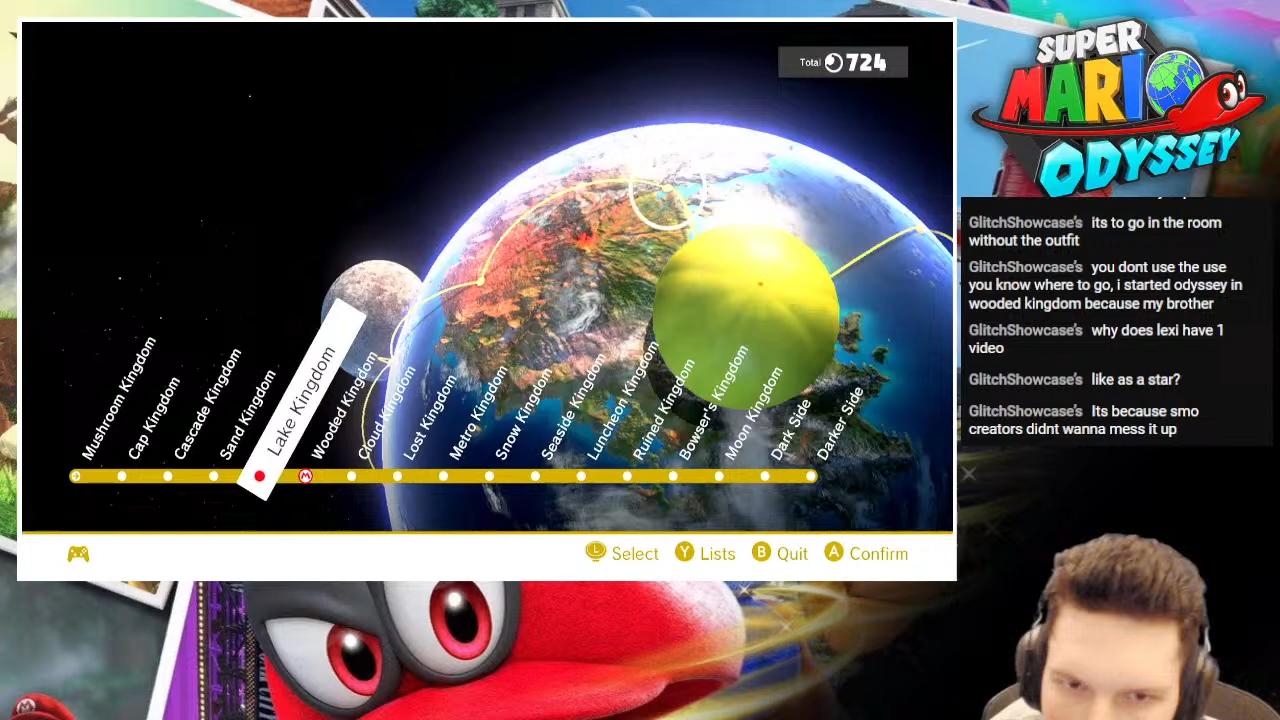 Total 724
Mushroom Kingdom
Cap Kingdom
Cascade Kingdom
Sand Kingdom
Lake Kingdom
Wooded Kingdom
Cloud Kingdom
Lost Kingdom
Metro Kingdom
Snow Kingdom
Seaside Kingdom
Luncheon Kingdom
Ruined Kingdom
Bowser's Kingdom
Moon Kingdom
Dark Side
Darker Side
M
L Select Y Lists B Quit A Confirm
SUPER
MARIO
ODYSSEY
GlitchShowcase's its to go in the room
without the outfit
GlitchShowcase's you dont use the use
you know where to go, i started odyssey in
wooded kingdom because my brother
GlitchShowcase's why does lexi have 1
video
GlitchShowcase's like as a star?
GlitchShowcase's Its because smo
creators didnt wanna mess it up